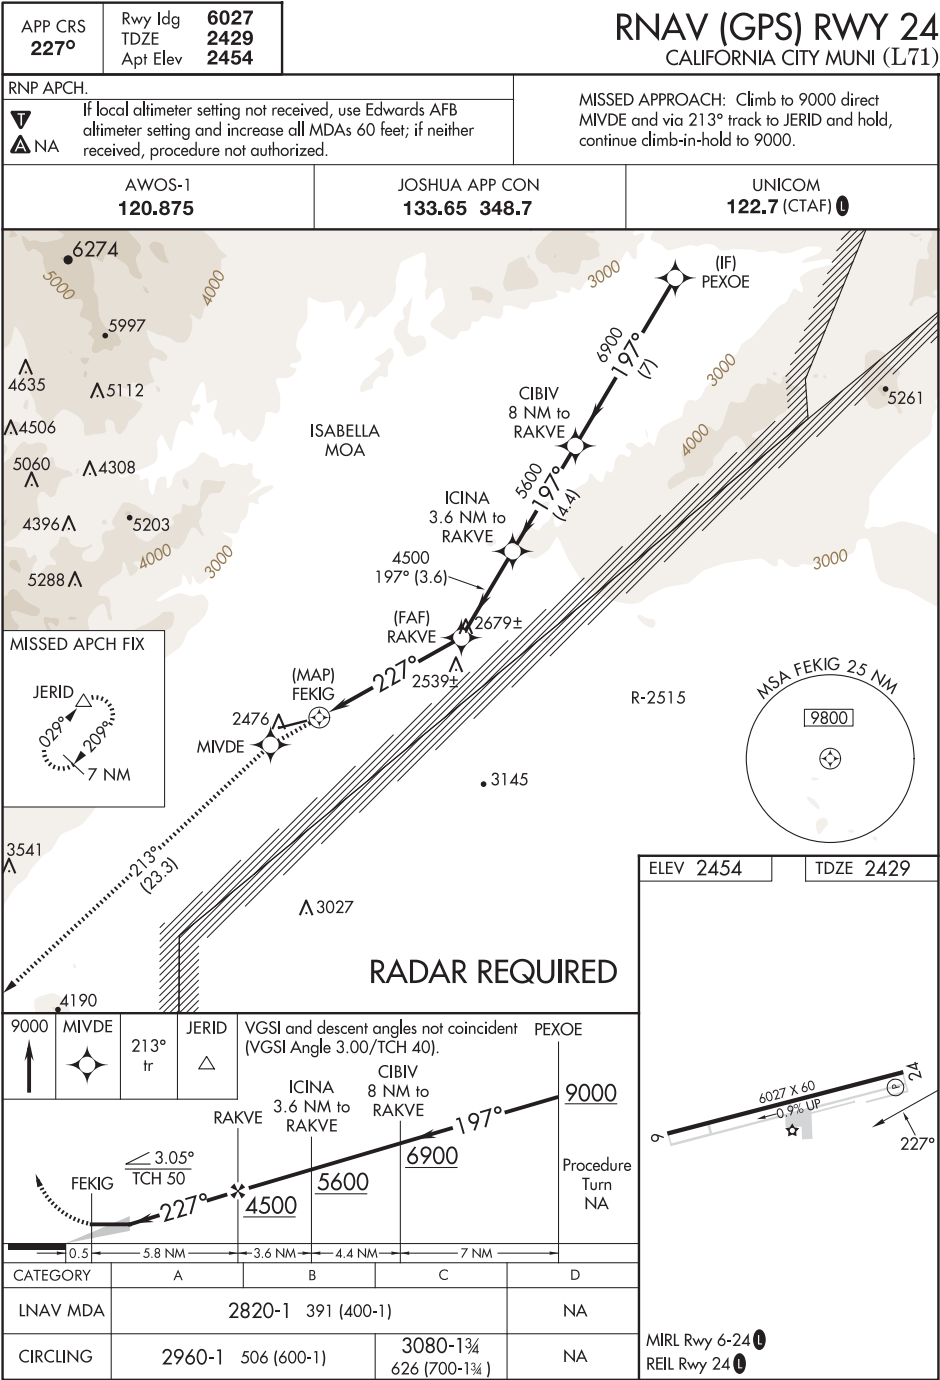 APP CRS
227°
Rwy ldg 6027
TDZE 2429
Apt Elev 2454
RNAV (GPS) RWY 24
CALIFORNIA CITY MUNI (L71)
RNP APCH.
T
A NA
If local altimeter setting not received, use Edwards AFB
altimeter setting and increase all MDAs 60 feet; if neither
received, procedure not authorized.
MISSED APPROACH: Climb to 9000 direct
MIVDE and via 213° track to JERID and hold,
continue climb-in-hold to 9000.
AWOS-1
120.875
JOSHUA APP CON
133.65 348.7
UNICOM
122.7 (CTAF) L
6274
5000
4000
3000
(IF)
PEXOE
5997
6900
197°
(7)
3000
4635
5112
CIBIV
8 NM to
RAKVE
5261
4506
ISABELLA
MOA
4000
5060
4308
5600
197°
(4.4)
ICINA
3.6 NM to
RAKVE
4396
5203
4000
3000
4500
197° (3.6)
3000
5288
(FAF)
RAKVE
2679±
MISSED APCH FIX
JERID
029°
209°
7 NM
(MAP)
FEKIG
227°
2539±
R-2515
MSA FEKIG 25 NM
9800
2476
MIVDE
3145
3541
213°
(23.3)
3027
RADAR REQUIRED
4190
ELEV 2454
TDZE 2429
9000
MIVDE
213°
tr
JERID
VGSI and descent angles not coincident
(VGSI Angle 3.00/TCH 40).
PEXOE
CIBIV
8 NM to
RAKVE
ICINA
3.6 NM to
RAKVE
RAKVE
197°
9000
6900
5600
4500
3.05°
TCH 50
FEKIG
227°
Procedure
Turn
NA
0.5
5.8 NM
3.6 NM
4.4 NM
7 NM
6027 X 60
0.9% UP
P
24
6
227°
CATEGORY A B C D
LNAV MDA 2820-1 391 (400-1) NA
CIRCLING 2960-1 506 (600-1) 3080-1¾ 626 (700-1¾) NA
MIRL Rwy 6-24 L
REIL Rwy 24 L